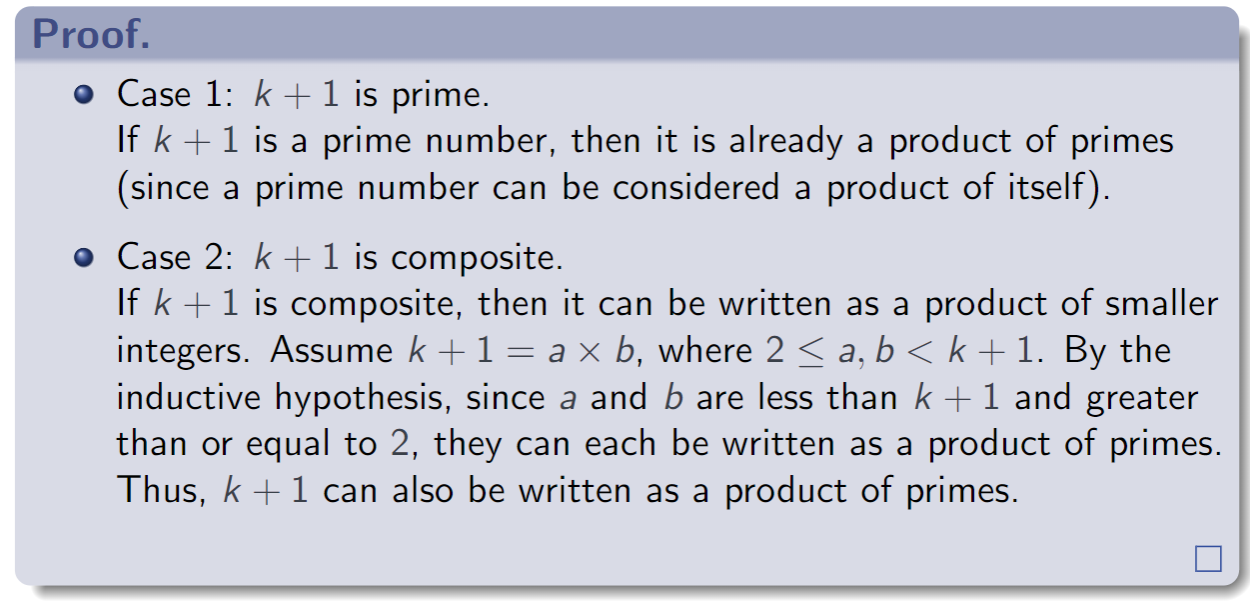 Proof.
Case 1: k + 1 is prime.
If k + 1 is a prime number, then it is already a product of primes
(since a prime number can be considered a product of itself).
Case 2: k + 1 is composite.
If k + 1 is composite, then it can be written as a product of smaller
integers. Assume k + 1 = a × b, where 2 ≤ a, b < k + 1. By the
inductive hypothesis, since a and b are less than k + 1 and greater
than or equal to 2, they can each be written as a product of primes.
Thus, k + 1 can also be written as a product of primes.
□